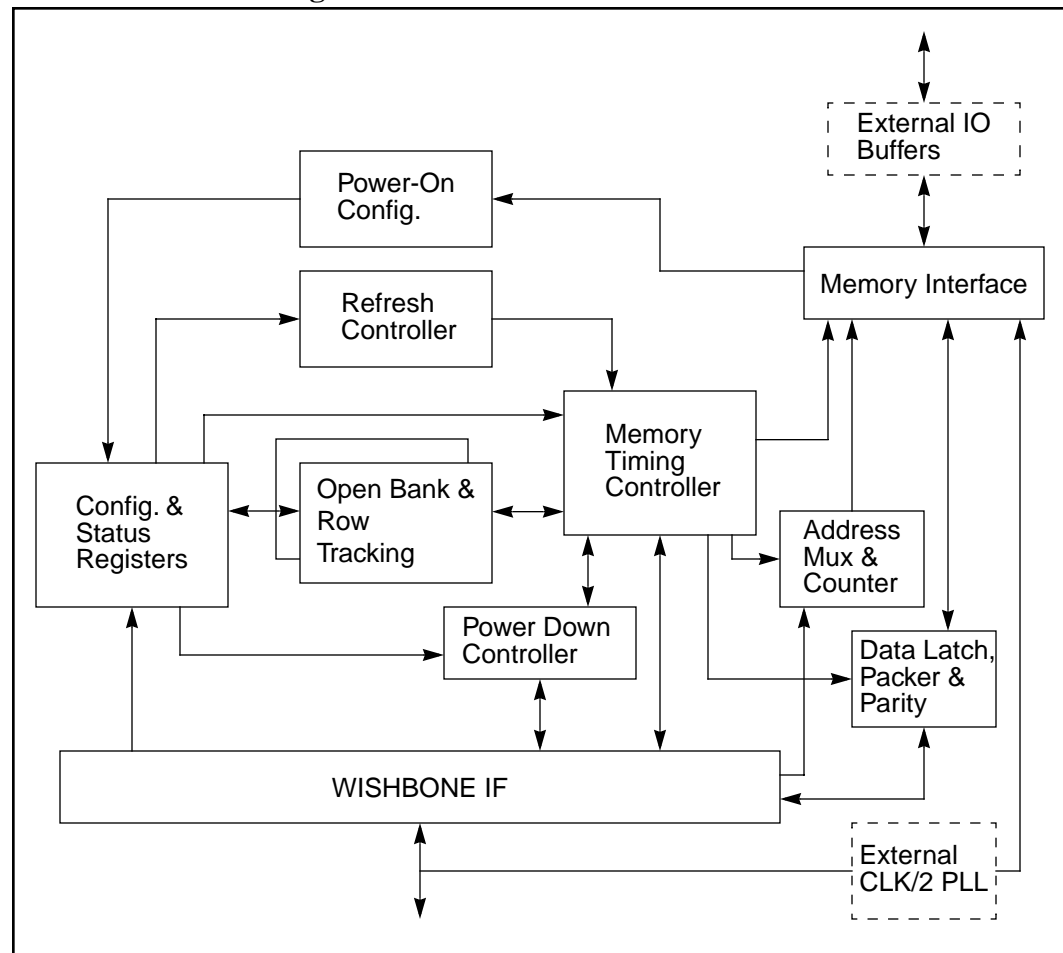 External IO
Buffers
Power-On
Config.
Memory Interface
Refresh
Controller
Memory
Timing
Controller
Config. &
Status
Registers
Open Bank &
Row
Tracking
Address
Mux &
Counter
Power Down
Controller
Data Latch,
Packer &
Parity
WISHBONE IF
External
CLK/2 PLL